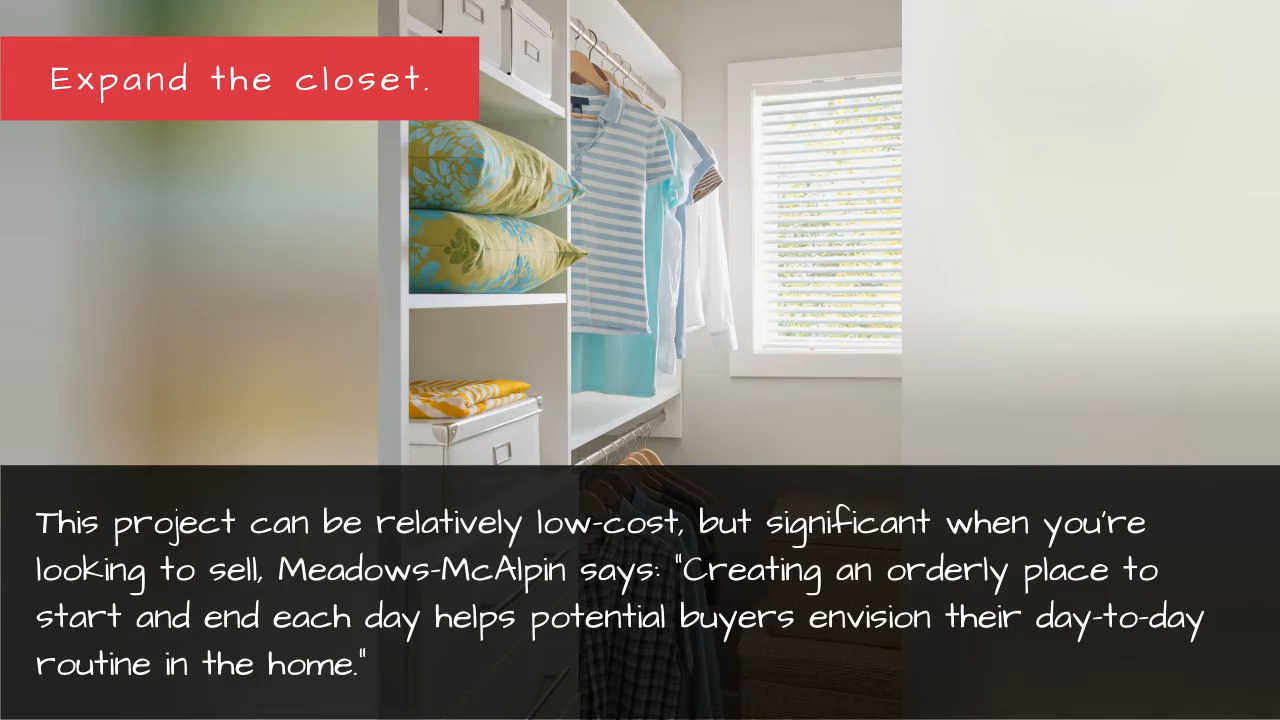 Expand the closet.
This project can be relatively low-cost, but significant when you're
looking to sell, Meadows-McAlpin says: "Creating an orderly place to
start and end each day helps potential buyers envision their day-to-day
routine in the home."